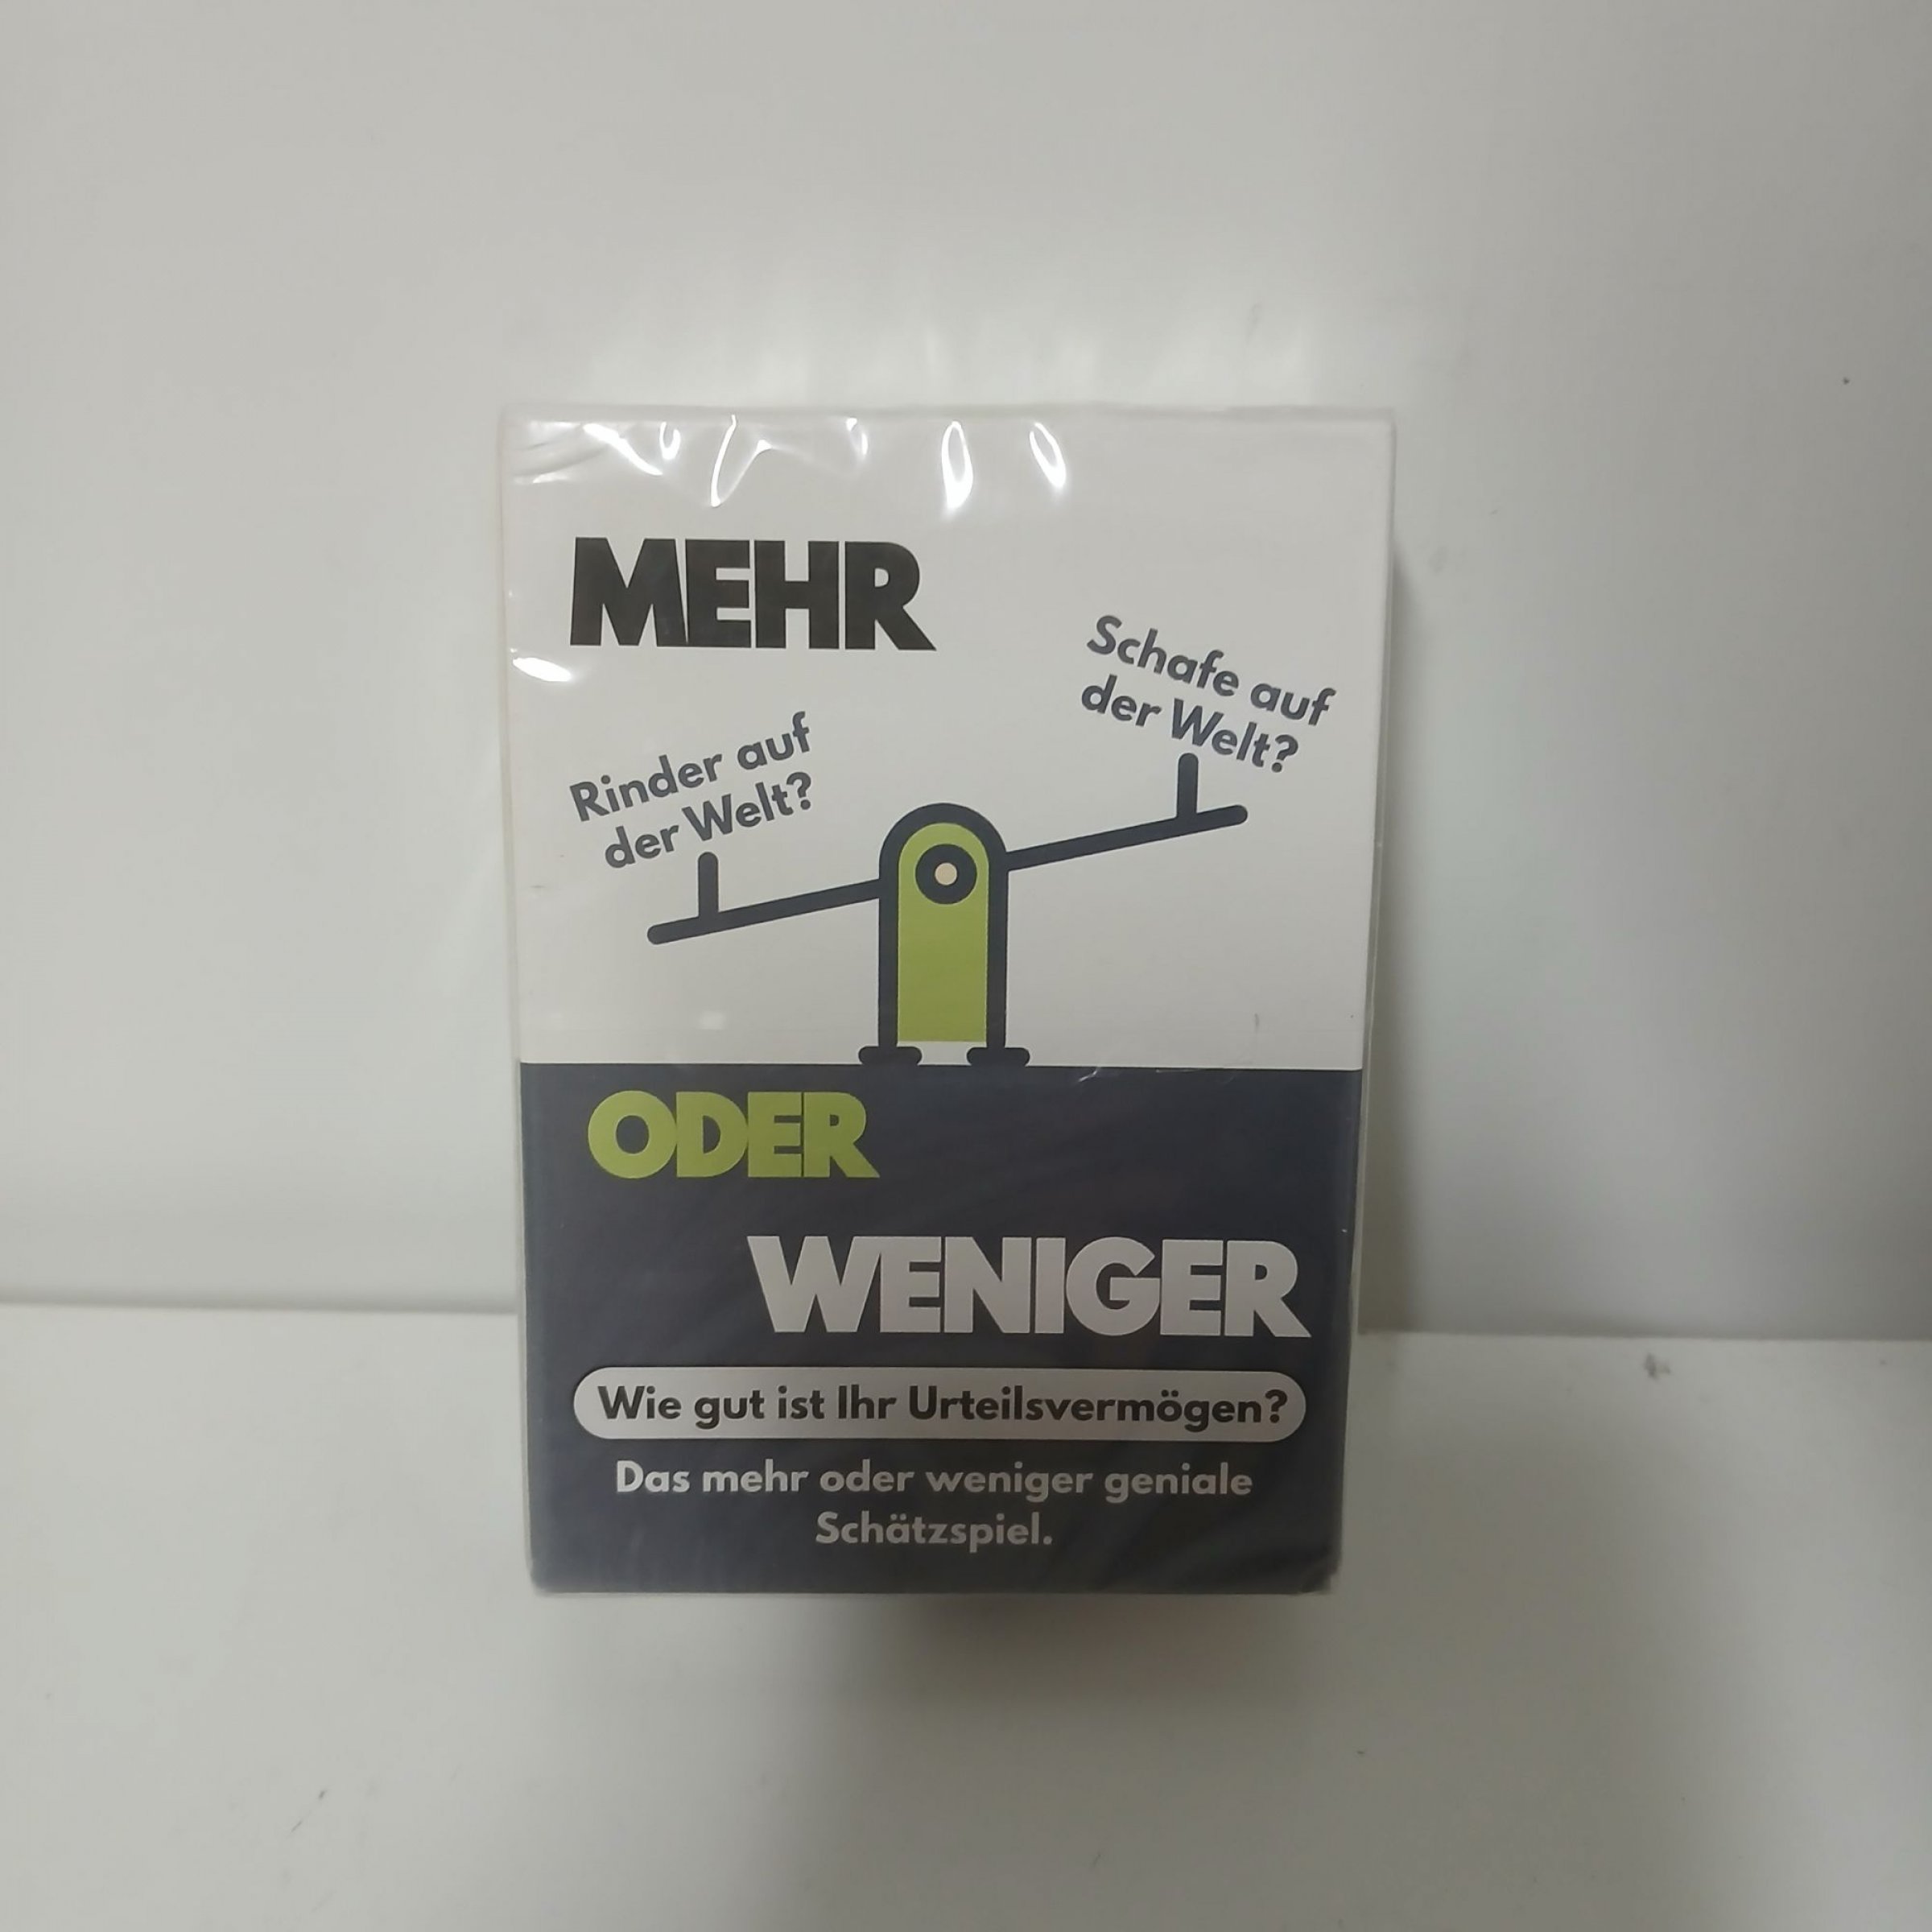 MEHR
Schafe auf
der Welt?
Rinder auf
der Welt?
ODER
WENIGER
Wie gut ist Ihr Urteilsvermögen?
Das mehr oder weniger geniale
Schätzspiel.